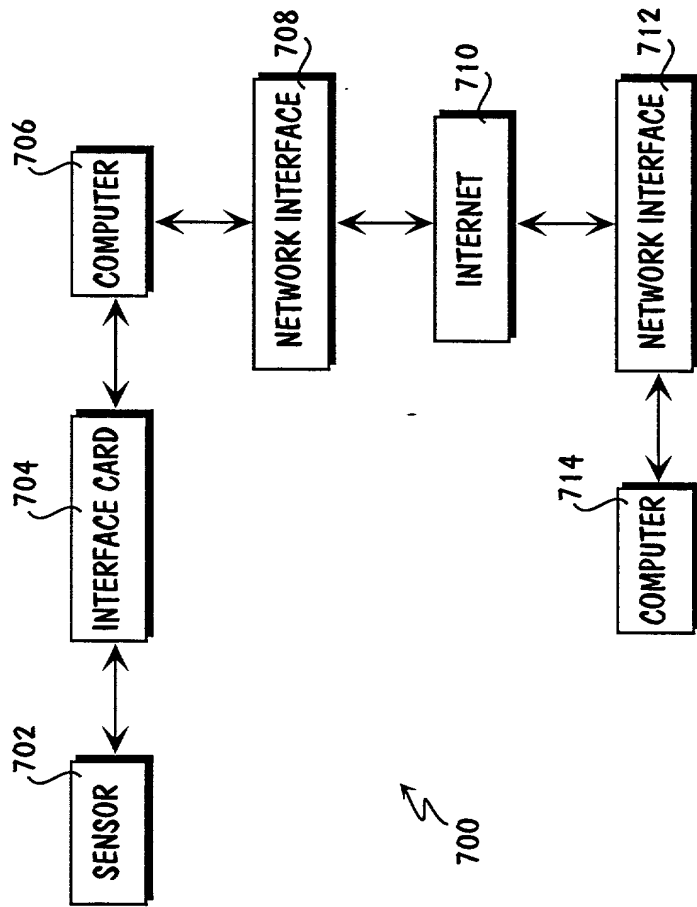 702
SENSOR
704
INTERFACE CARD
706
COMPUTER
708
NETWORK INTERFACE
710
INTERNET
712
NETWORK INTERFACE
714
COMPUTER
700